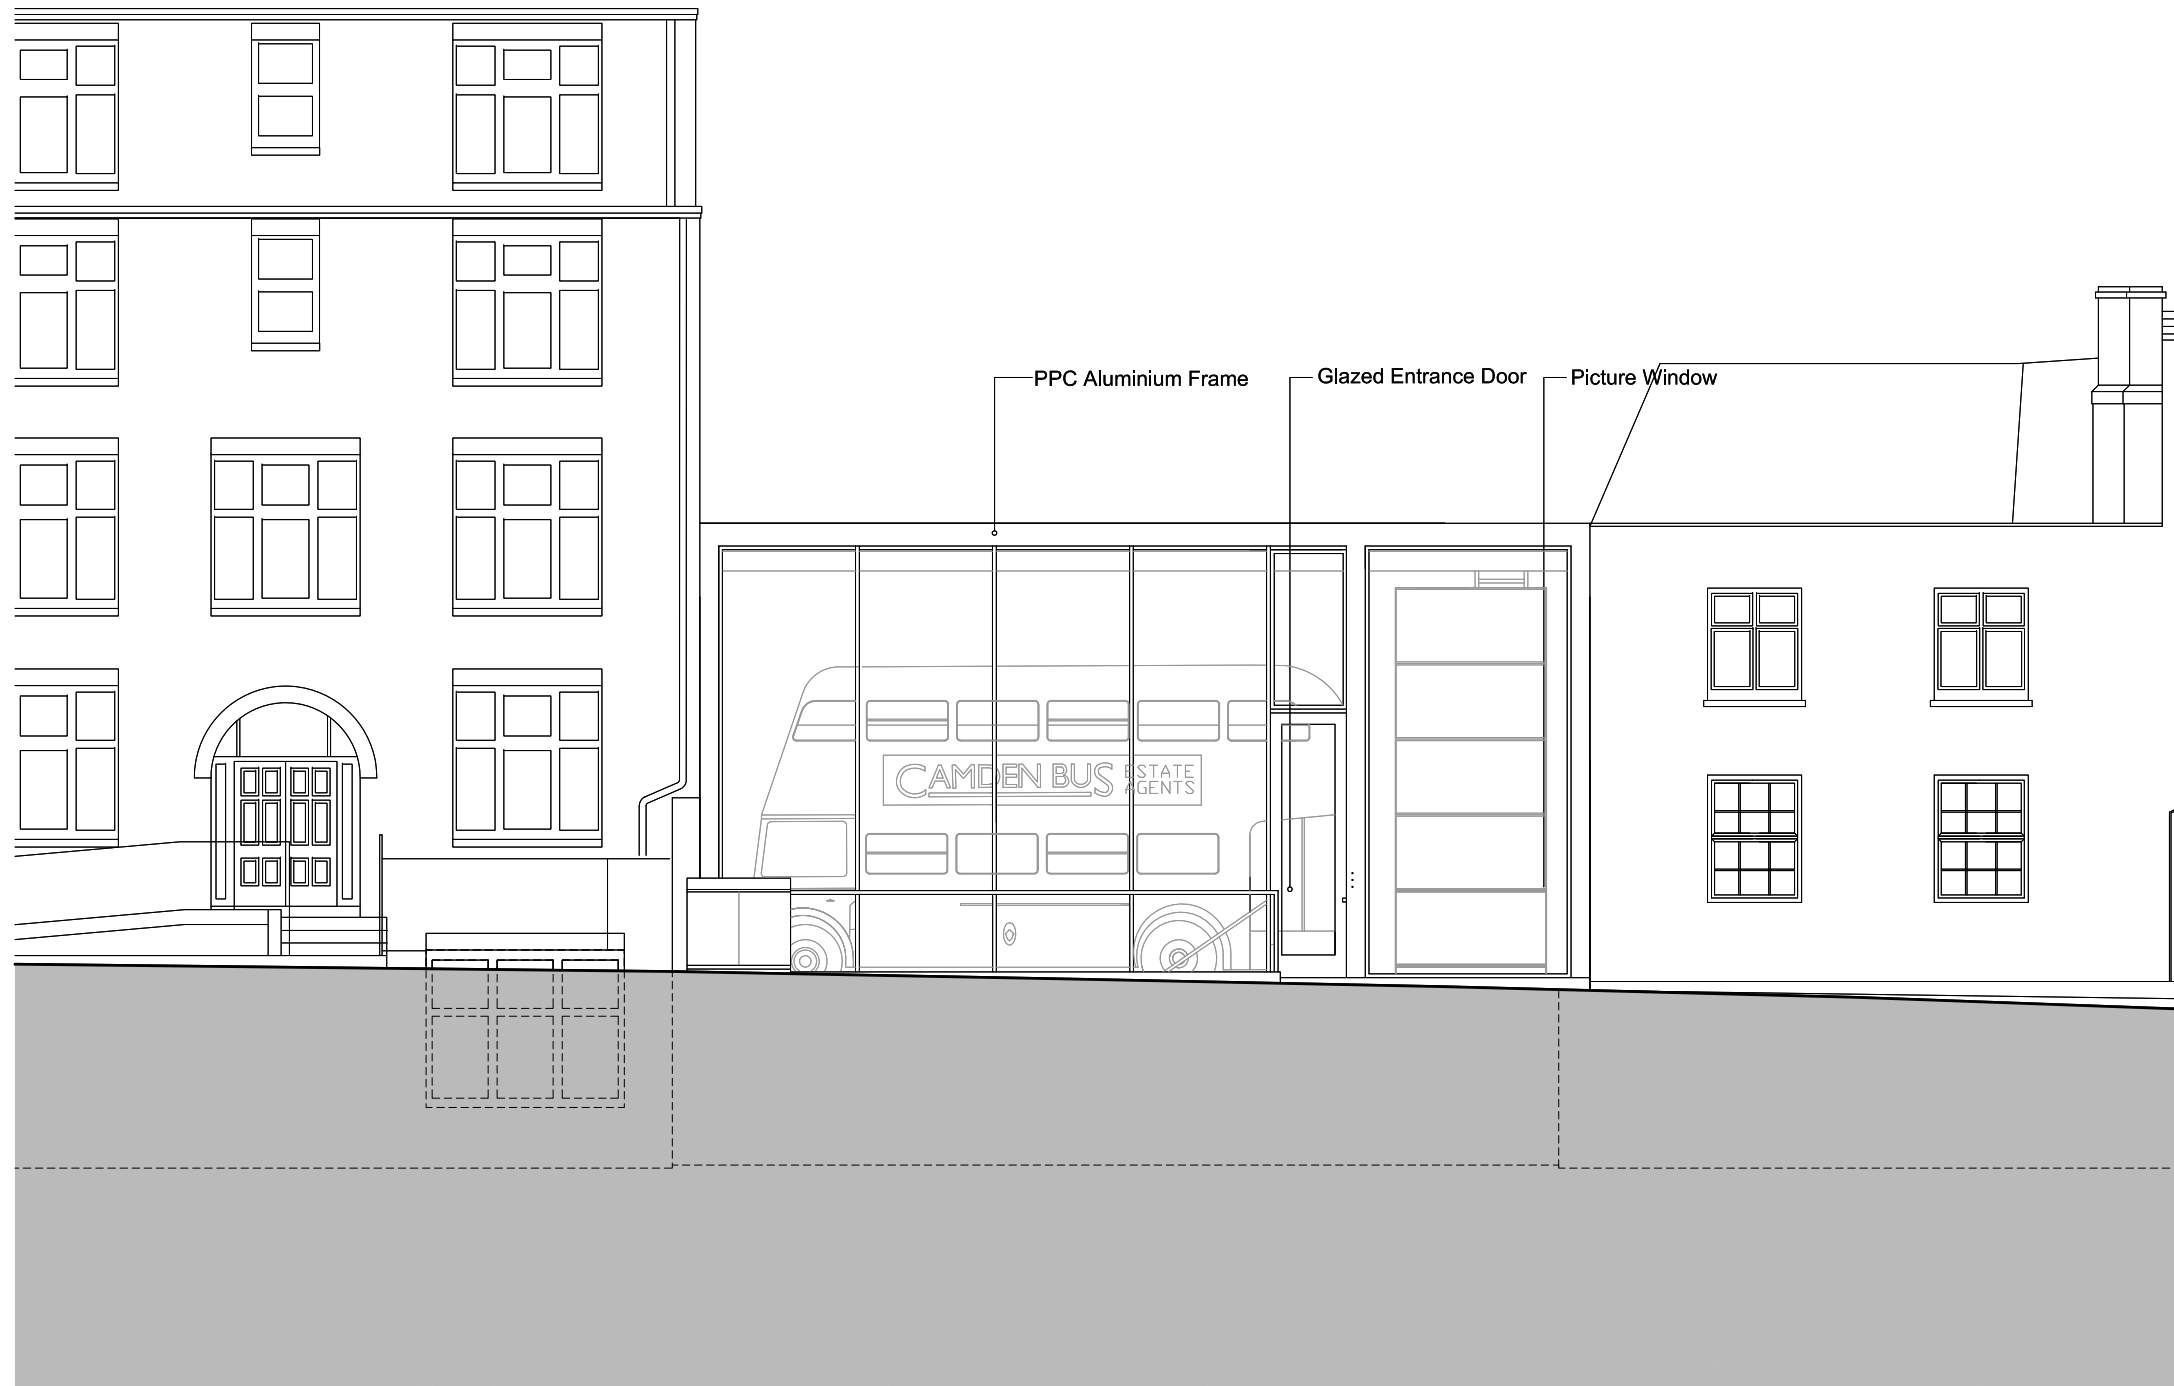 PPC Aluminium Frame
Glazed Entrance Door
Picture Window
CAMDEN BUS
ESTATE
AGENTS